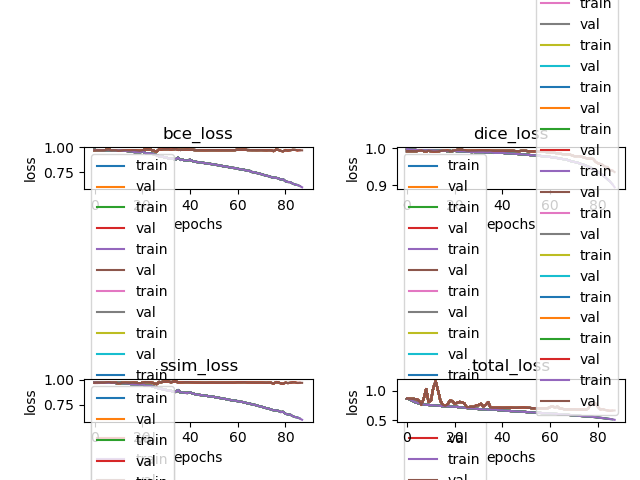 train
val
train
val
train
val
train
bce_loss
dice_loss
1.00
0.75
loss
0
40
60
80
epochs
train
val
train
val
train
val
train
val
train
val
train
1.0
0.9
loss
0
40
60
80
epochs
train
val
train
val
train
val
train
val
train
val
train
val
train
val
train
val
train
val
train
val
train
val
train
val
ssim_loss
1.00
0.75
loss
0
20
40
60
80
epochs
train
val
train
val
train
val
total_loss
1.0
0.5
loss
0
20
40
60
80
epochs
val
train
val